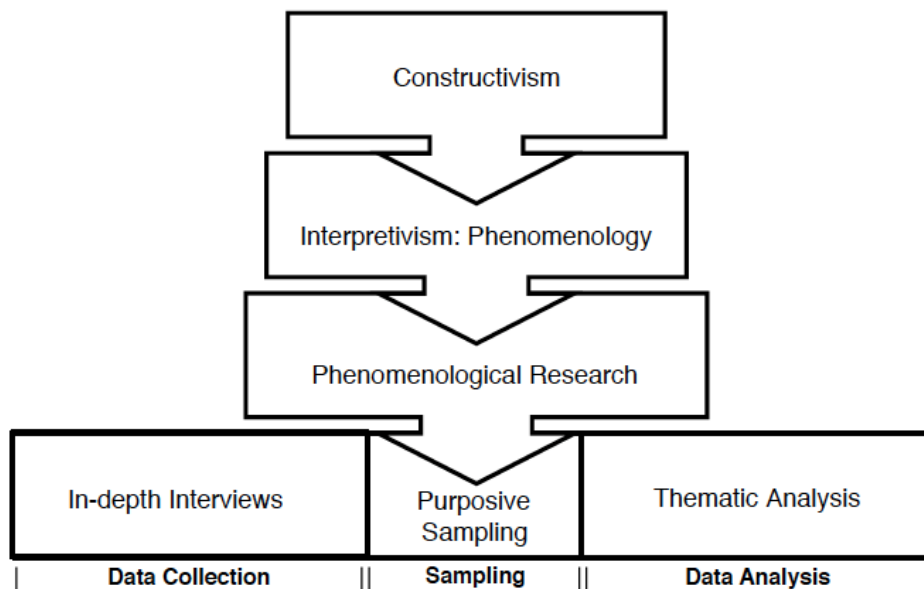 Constructivism
Interpretivism: Phenomenology
Phenomenological Research
In-depth Interviews
Purposive
Sampling
Thematic Analysis
| Data Collection || Sampling || Data Analysis